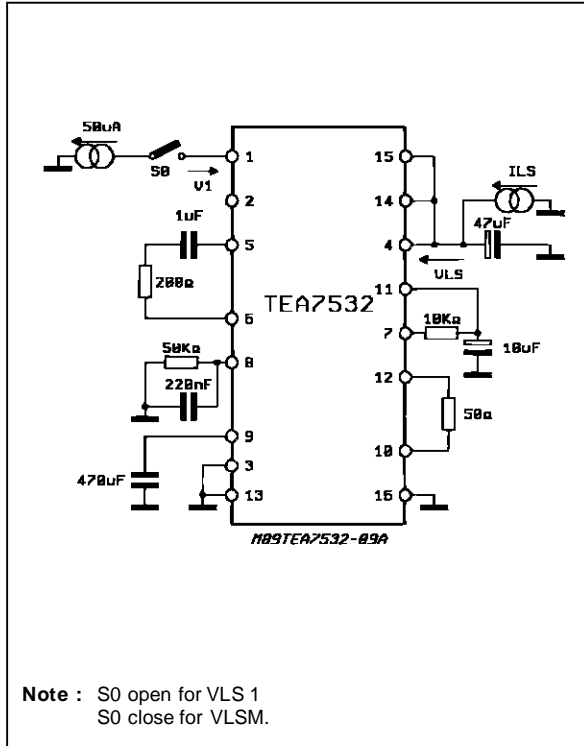 50uA
S0
V1
1
2
5
6
8
9
3
13
1uF
200Ω
50KΩ
220nF
470uF
TEA7532
15
14
4
11
7
12
10
16
ILS
47uF
VLS
10KΩ
10uF
50Ω
M89TEA7532-09A
Note : S0 open for VLS 1
S0 close for VLSM.